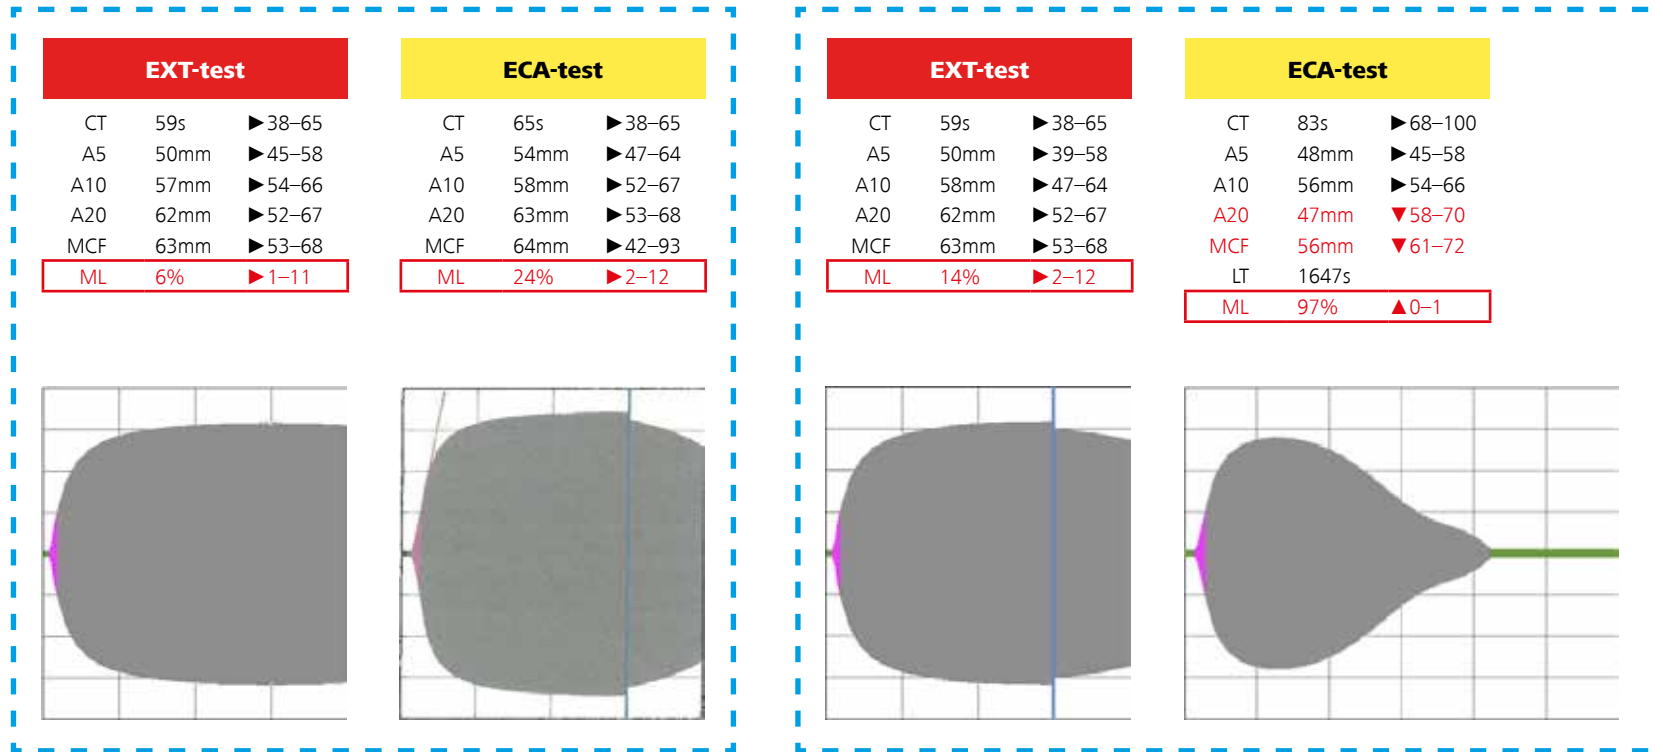 EXT-test
CT 59s ▶38–65
A5 50mm ▶45–58
A10 57mm ▶54–66
A20 62mm ▶52–67
MCF 63mm ▶53–68
ML 6% ▶1–11
ECA-test
CT 65s ▶38–65
A5 54mm ▶47–64
A10 58mm ▶52–67
A20 63mm ▶53–68
MCF 64mm ▶42–93
ML 24% ▶2–12
EXT-test
CT 59s ▶38–65
A5 50mm ▶39–58
A10 58mm ▶47–64
A20 62mm ▶52–67
MCF 63mm ▶53–68
ML 14% ▶2–12
ECA-test
CT 83s ▶68–100
A5 48mm ▶45–58
A10 56mm ▶54–66
A20 47mm ▼58–70
MCF 56mm ▼61–72
LT 1647s
ML 97% ▲0–1